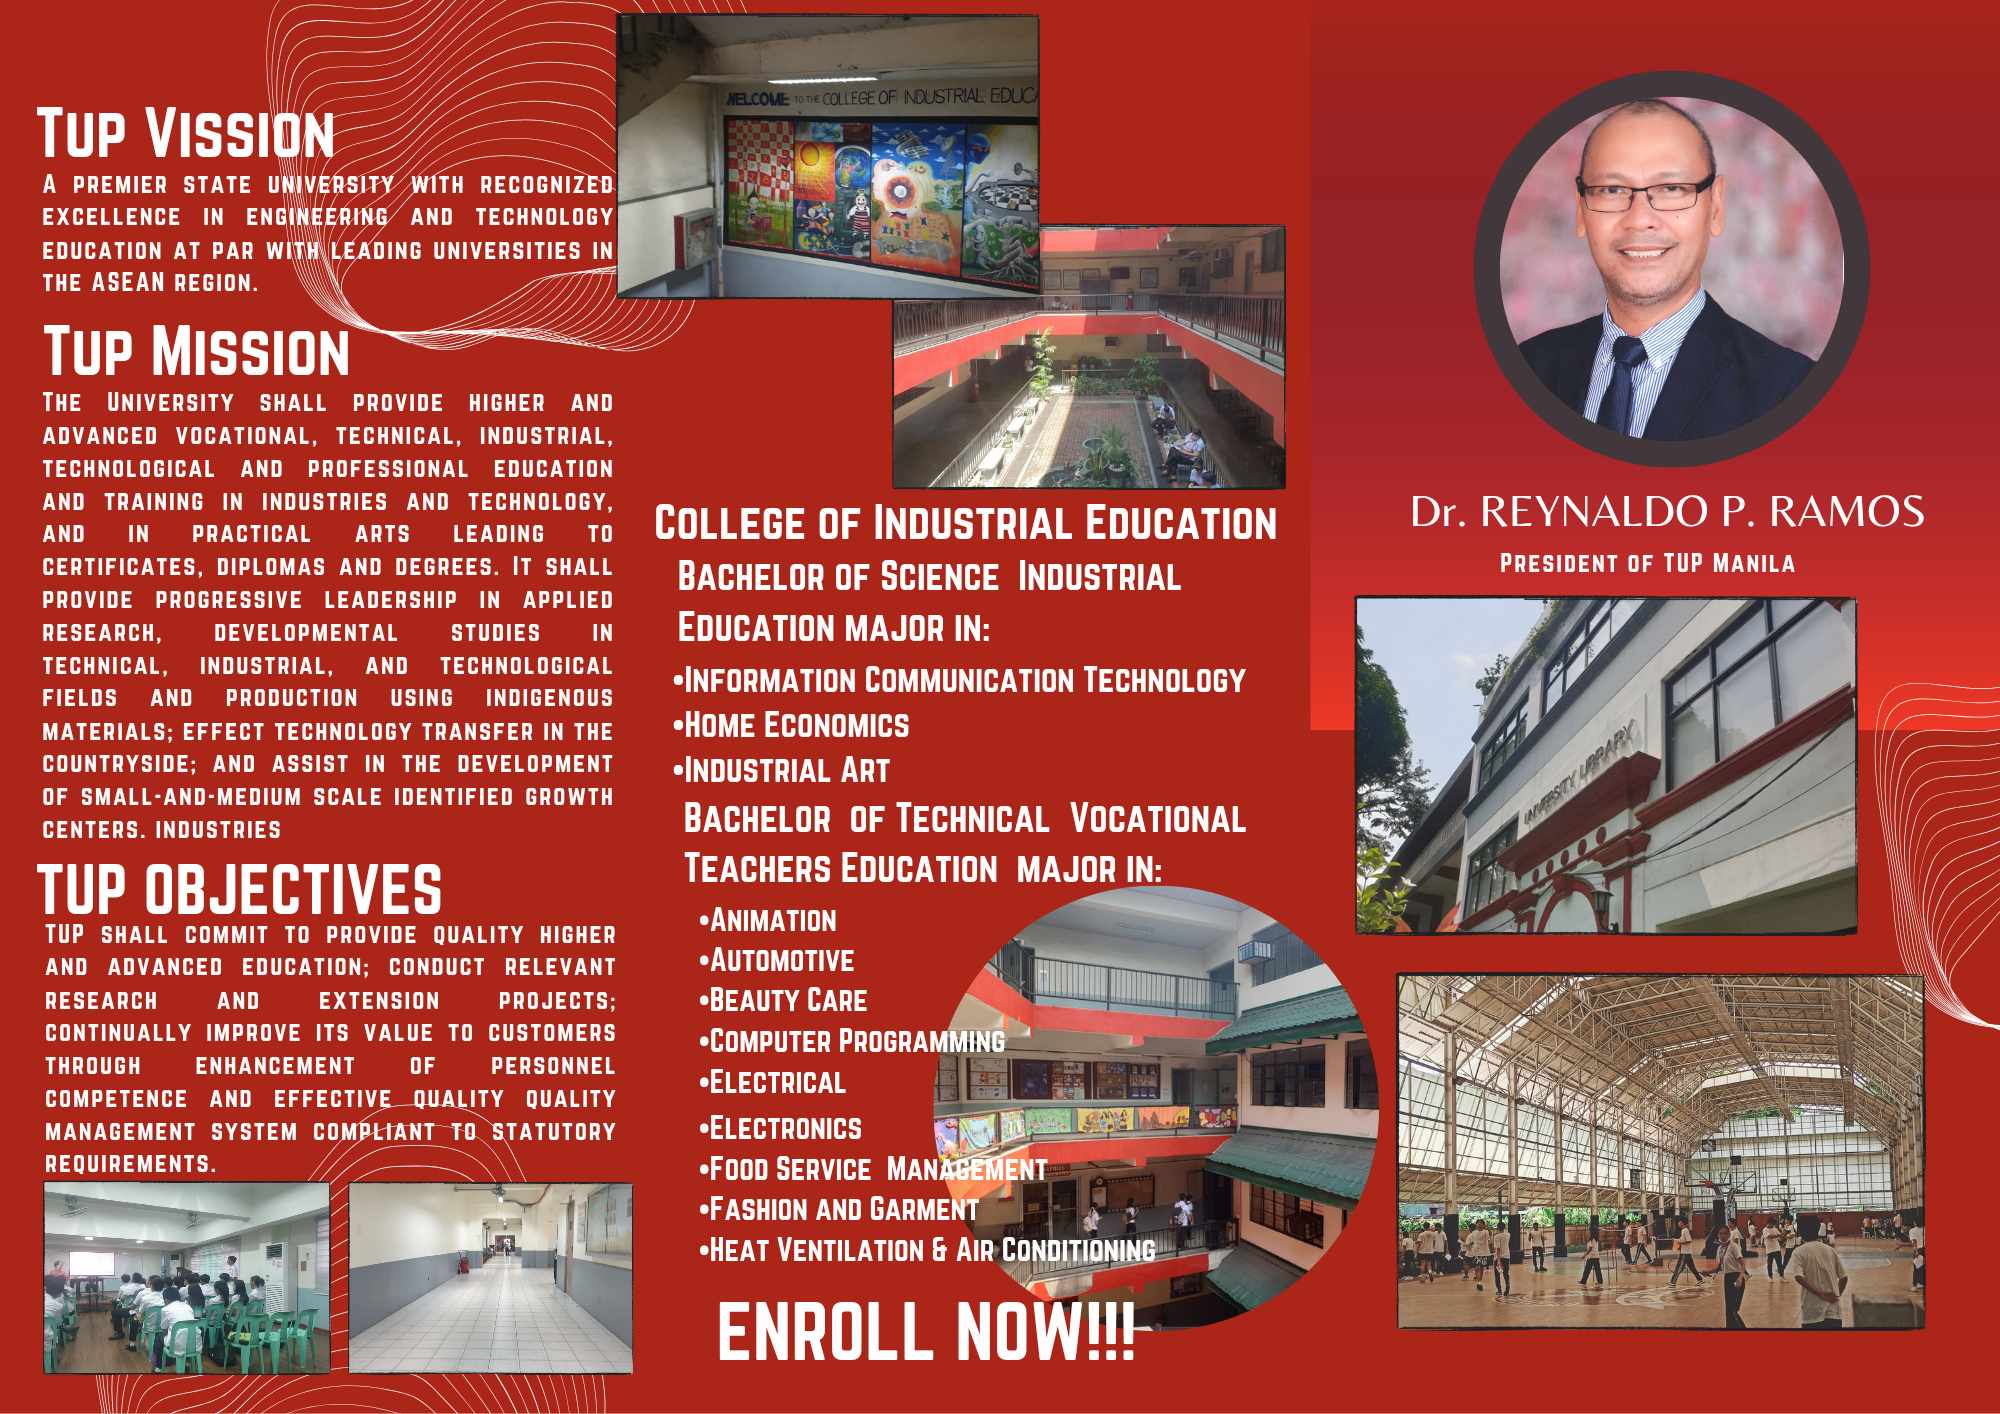 Tup Vission
A premier state university with recognized
excellence in engineering and technology
education at par with leading universities in
the ASEAN region.
Tup Mission
The University shall provide higher and
advanced vocational, technical, industrial,
technological and professional education
and training in industries and technology,
and in practical arts leading to
certificates, diplomas and degrees. It shall
provide progressive leadership in applied
research, developmental studies in
technical, industrial, and technological
fields and production using indigenous
materials; effect technology transfer in the
countryside; and assist in the development
of small-and-medium scale identified growth
centers. industries
TUP OBJECTIVES
TUP shall commit to provide quality higher
and advanced education; conduct relevant
research and extension projects;
continually improve its value to customers
through enhancement of personnel
competence and effective quality quality
management system compliant to statutory
requirements.
WELCOME TO THE COLLEGE OF INDUSTRIAL EDUCA
College of Industrial Education
Bachelor of Science Industrial
Education major in:
•Information Communication Technology
•Home Economics
•Industrial Art
Bachelor of Technical Vocational
Teachers Education major in:
•Animation
•Automotive
•Beauty Care
•Computer Programming
•Electrical
•Electronics
•Food Service Management
•Fashion and Garment
•Heat Ventilation & Air Conditioning
ENROLL NOW!!!
Dr. REYNALDO P. RAMOS
President of TUP Manila
UNIVERSITY LIBRARY